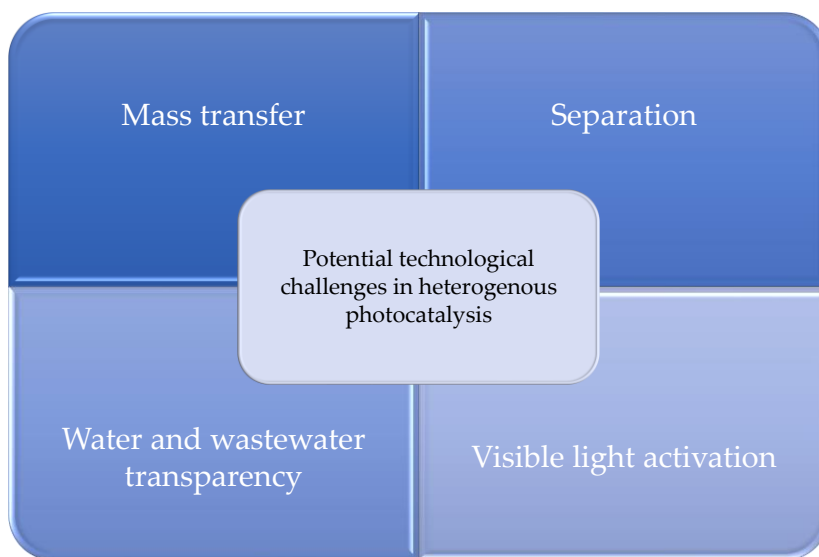 Mass transfer
Separation
Potential technological
challenges in heterogenous
photocatalysis
Water and wastewater
transparency
Visible light activation